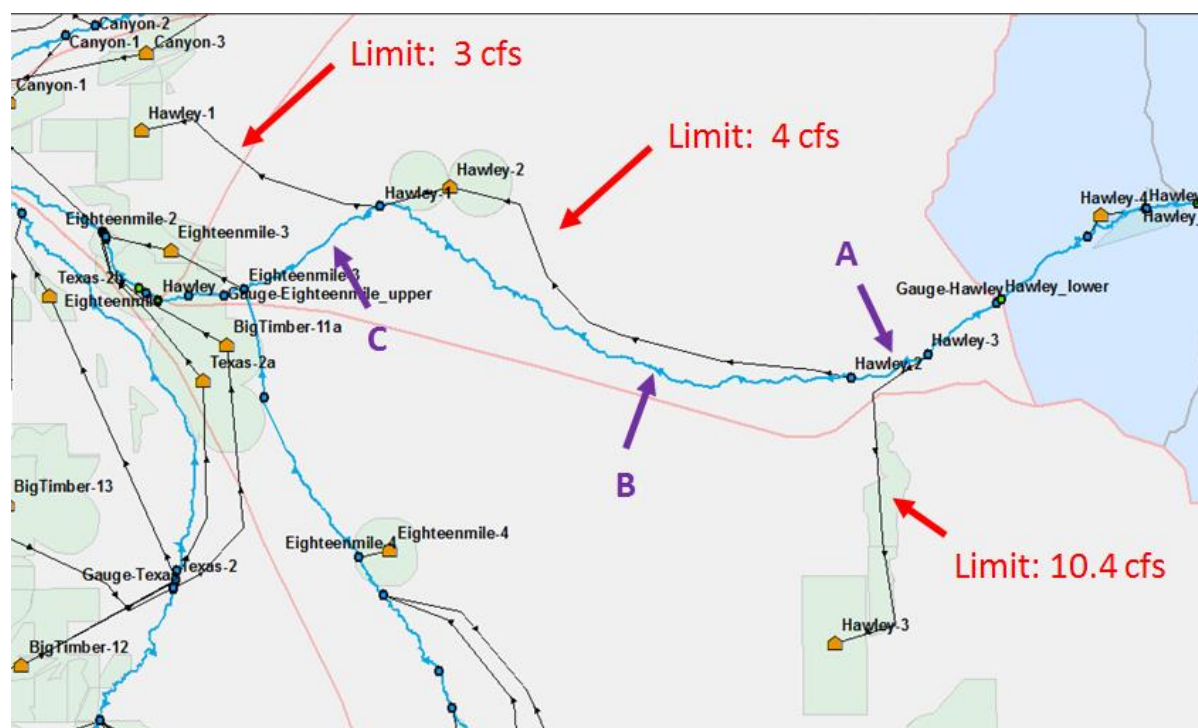 Canyon-2
Canyon-1
Canyon-3
Canyon-1
Limit: 3 cfs
Hawley-1
Limit: 4 cfs
Hawley-2
Hawley-1
Hawley-4
Hawley
Hawley_
Eighteenmile-2
Eighteenmile-3
A
Eighteenmile-3
Texas-2b
Hawley
Gauge-Eighteenmile_upper
Gauge-Hawley
Hawley_lower
Eighteenmile
BigTimber-11a
C
Hawley-3
Texas-2a
Hawley-2
B
BigTimber-13
Eighteenmile-4
Eighteenmile-4
Gauge-Texas
Texas-2
Limit: 10.4 cfs
Hawley-3
BigTimber-12